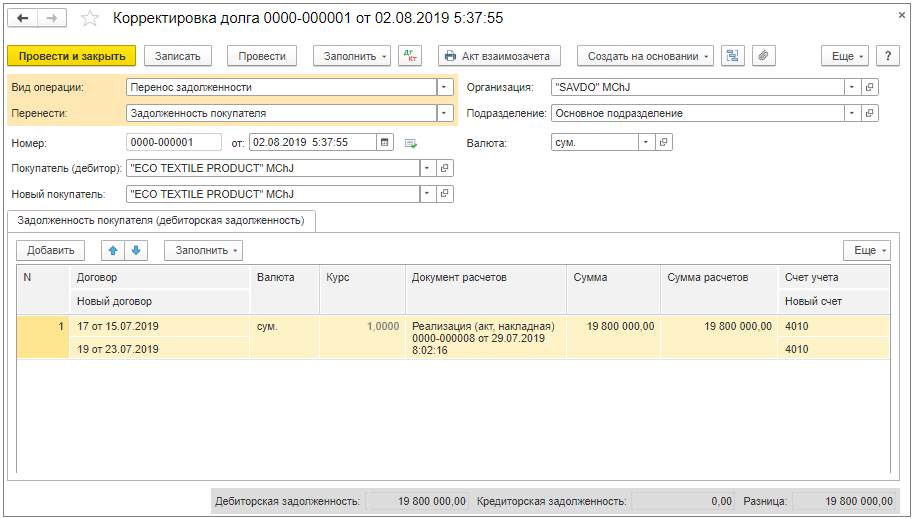 Корректировка долга 0000-000001 от 02.08.2019 5:37:55
Провести и закрыть Записать Провести Заполнить Дт Кт Акт взаимозачета Создать на основании Еще ?
Вид операции: Перенос задолженности Организация: "SAVDO" MChJ
Перенести: Задолженность покупателя Подразделение: Основное подразделение
Номер: 0000-000001 от: 02.08.2019 5:37:55 Валюта: сум.
Покупатель (дебитор): "ECO TEXTILE PRODUCT" MChJ
Новый покупатель: "ECO TEXTILE PRODUCT" MChJ
Задолженность покупателя (дебиторская задолженность)
Добавить Заполнить Еще
N Договор Валюта Курс Документ расчетов Сумма Сумма расчетов Счет учета
Новый договор Новый счет
1 17 от 15.07.2019 сум. 1,0000 Реализация (акт, накладная) 19 800 000,00 19 800 000,00 4010
0000-000008 от 29.07.2019
19 от 23.07.2019 8:02:16 4010
Дебиторская задолженность: 19 800 000,00 Кредиторская задолженность: 0,00 Разница: 19 800 000,00